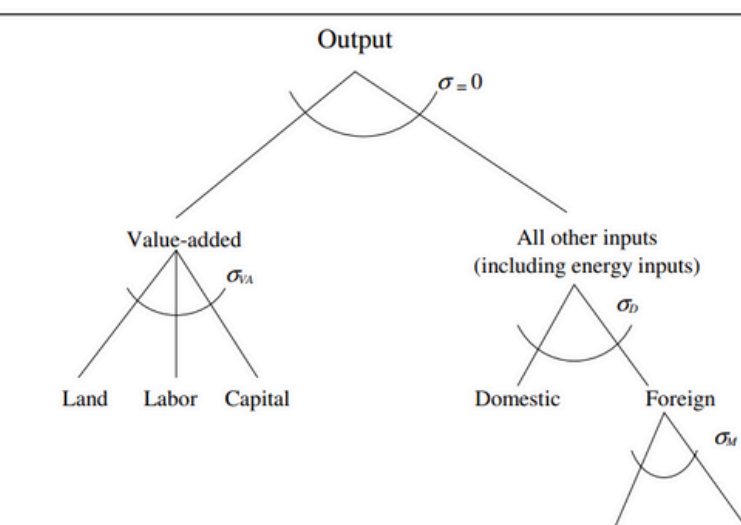 Output
σ = 0
Value-added
All other inputs
(including energy inputs)
σVA
σD
Land Labor Capital
Domestic Foreign
σM